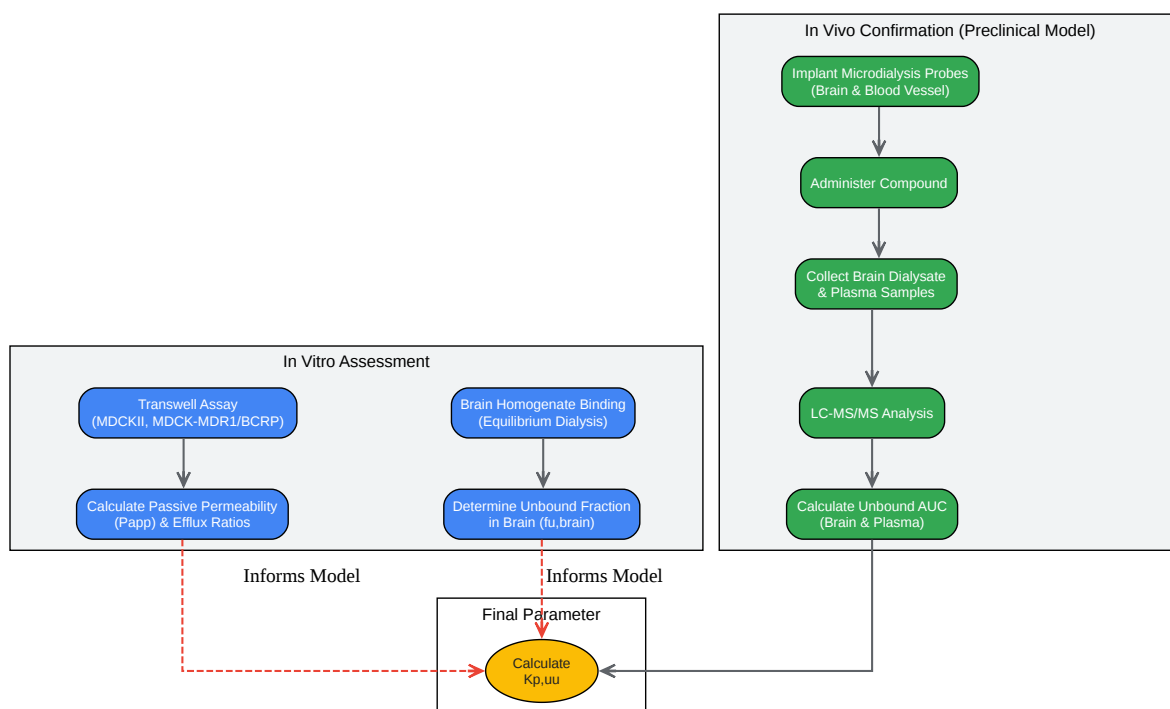 In Vivo Confirmation (Preclinical Model)
Implant Microdialysis Probes
(Brain & Blood Vessel)
Administer Compound
Collect Brain Dialysate
& Plasma Samples
LC-MS/MS Analysis
Calculate Unbound AUC
(Brain & Plasma)
In Vitro Assessment
Transwell Assay
(MDCKII, MDCK-MDR1/BCRP)
Calculate Passive Permeability
(Papp) & Efflux Ratios
Brain Homogenate Binding
(Equilibrium Dialysis)
Determine Unbound Fraction
in Brain (fu,brain)
Informs Model
Informs Model
Final Parameter
Calculate
Kp,uu